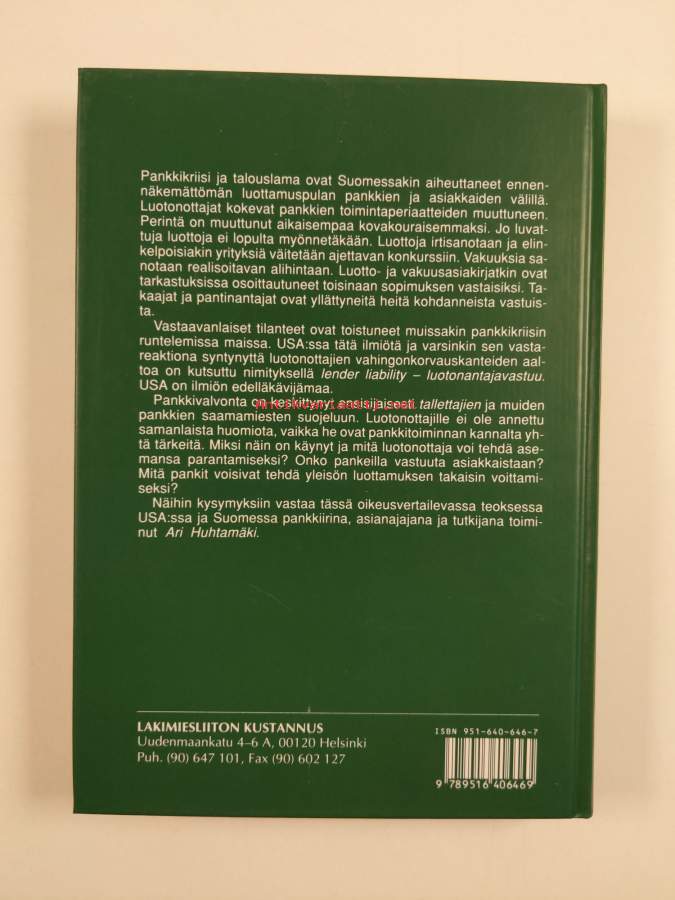 Pankkikriisi ja talouslama ovat Suomessakin aiheuttaneet ennen-
näkemättömän luottamuspulan pankkien ja asiakkaiden välillä.
Luotonottajat kokevat pankkien toimintaperiaatteiden muuttuneen.
Perintä on muuttunut aikaisempaa kovakouraisemmaksi. Jo luvat-
tuja luottoja ei lopulta myönnetäkään. Luottoja irtisanotaan ja elin-
kelpoisiakin yrityksiä väitetään ajettavan konkurssiin. Vakuuksia sa-
notaan realisoitavan alihintaan. Luotto- ja vakuusasiakirjatkin ovat
tarkastuksissa osoittautuneet toisinaan sopimuksen vastaisiksi. Ta-
kaajat ja pantinantajat ovat yllättyneitä heitä kohdanneista vastuis-
ta.
Vastaavanlaiset tilanteet ovat toistuneet muissakin pankkikriisin
runtelemissa maissa. USA:ssa tätä ilmiötä ja varsinkin sen vasta-
reaktiona syntynyttä luotonottajien vahingonkorvauskanteiden aal-
toa on kutsuttu nimityksellä lender liability – luotonantajavastuu.
USA on ilmiön edelläkävijämaa.
Pankkivalvonta on keskittynyt ensisijaisesti tallettajien ja muiden
pankkien saamamiesten suojeluun. Luotonottajille ei ole annettu
samanlaista huomiota, vaikka he ovat pankkitoiminnan kannalta yh-
tä tärkeitä. Miksi näin on käynyt ja mitä luotonottaja voi tehdä ase-
mansa parantamiseksi? Onko pankeilla vastuuta asiakkaistaan?
Mitä pankit voisivat tehdä yleisön luottamuksen takaisin voittami-
seksi?
Näihin kysymyksiin vastaa tässä oikeusvertailevassa teoksessa
USA:ssa ja Suomessa pankkiirina, asianajajana ja tutkijana toimi-
nut Ari Huhtamäki.
LAKIMIESLIITON KUSTANNUS
Uudenmaankatu 4–6 A, 00120 Helsinki
Puh. (90) 647 101, Fax (90) 602 127
ISBN 951-640-646-7
9 789516 406469